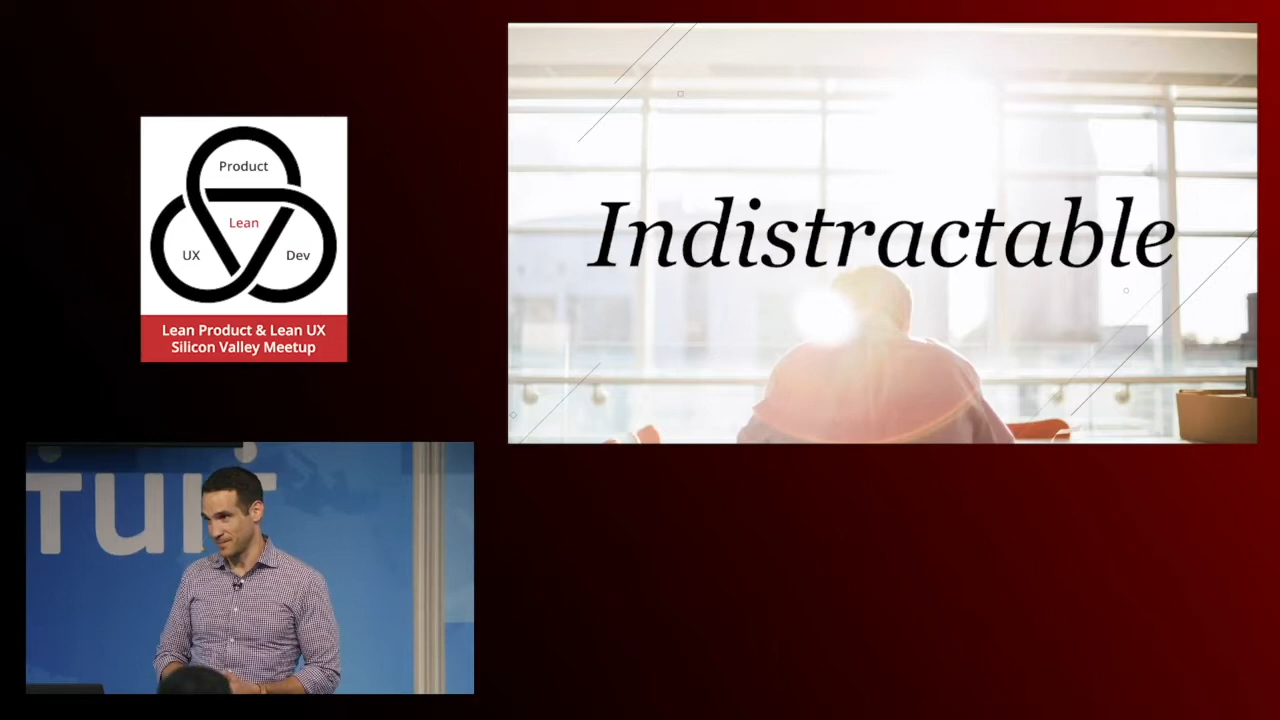 Product
Lean
UX
Dev
Lean Product & Lean UX
Silicon Valley Meetup
Indistractable